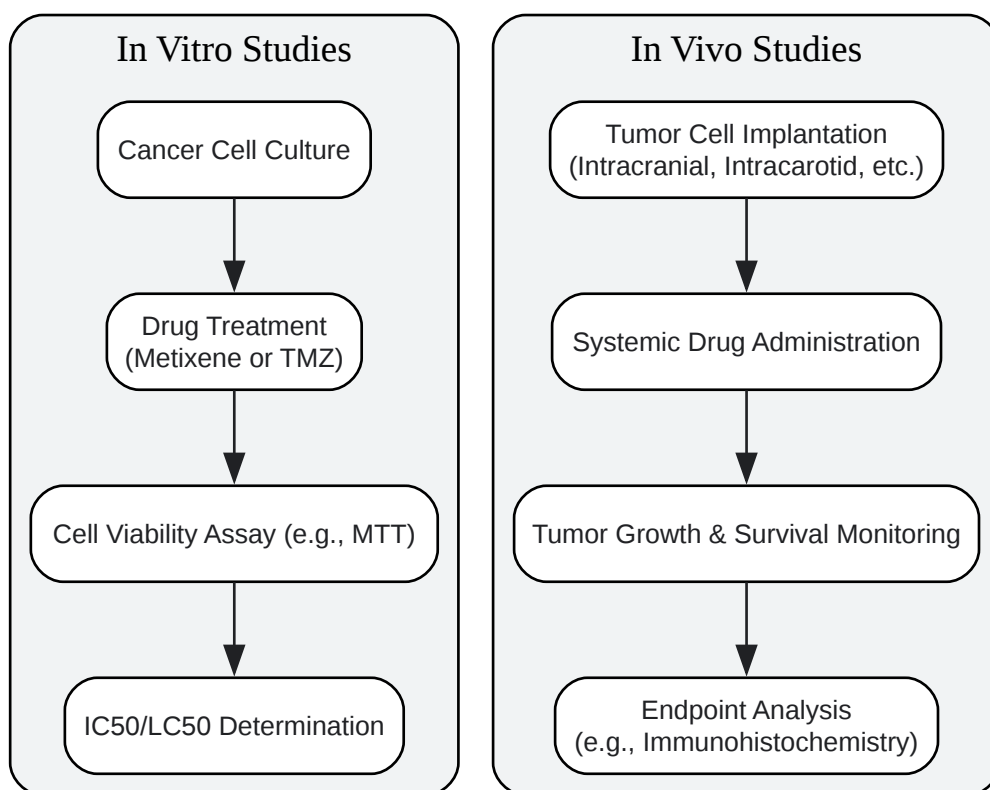 In Vitro Studies
Cancer Cell Culture
Drug Treatment
(Metixene or TMZ)
Cell Viability Assay (e.g., MTT)
IC50/LC50 Determination
In Vivo Studies
Tumor Cell Implantation
(Intracranial, Intracarotid, etc.)
Systemic Drug Administration
Tumor Growth & Survival Monitoring
Endpoint Analysis
(e.g., Immunohistochemistry)